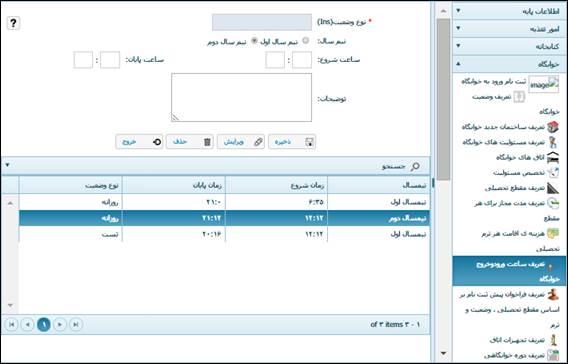 اطلاعات پایه
امور تغذیه
کتابخانه
خوابگاه
image
ثبت نام ورود به خوابگاه
تعریف وضعیت
خوابگاه
تعریف ساختمان جدید خوابگاه
تعریف مسئولیت های خوابگاه
اتاق های خوابگاه
تخصیص مسئولیت
تعریف مقطع تحصیلی
تعریف مدت مجاز برای هر
مقطع
هزینه ی اقامت هر ترم
تحصیلی
تعریف ساعت ورودوخروج
خوابگاه
تعریف فراخوان پیش ثبت نام بر
اساس مقطع تحصیلی ، وضعیت و
ترم
تعریف تجهیزات اتاق
تعریف دوره خوابگاهی
?
* نوع وضعیت(Ins)
نیم سال: نیم سال اول نیم سال دوم
ساعت شروع: : ساعت پایان: :
توضیحات:
ذخیره ویرایش حذف خروج
جستجو
نیمسال زمان شروع زمان پایان نوع وضعیت
نیمسال اول ۶:۳۵ ۲۱:۰ روزانه
نیمسال دوم ۱۲:۱۲ ۲۱:۱۲ روزانه
نیمسال اول ۱۲:۱۲ ۲۰:۱۶ تست
۱
۱ - ۳ of ۳ items